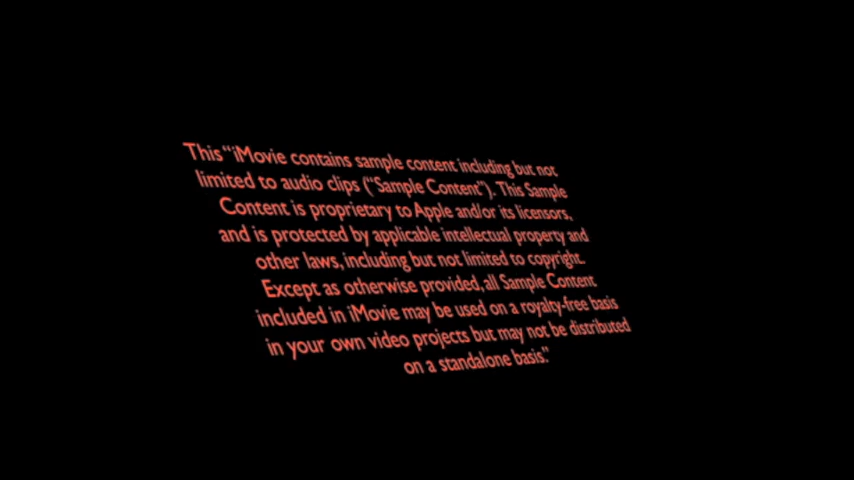 This “iMovie contains sample content including but not
limited to audio clips (“Sample Content”). This Sample
Content is proprietary to Apple and/or its licensors,
and is protected by applicable intellectual property and
other laws, including but not limited to copyright.
Except as otherwise provided, all Sample Content
included in iMovie may be used on a royalty-free basis
in your own video projects but may not be distributed
on a standalone basis.”